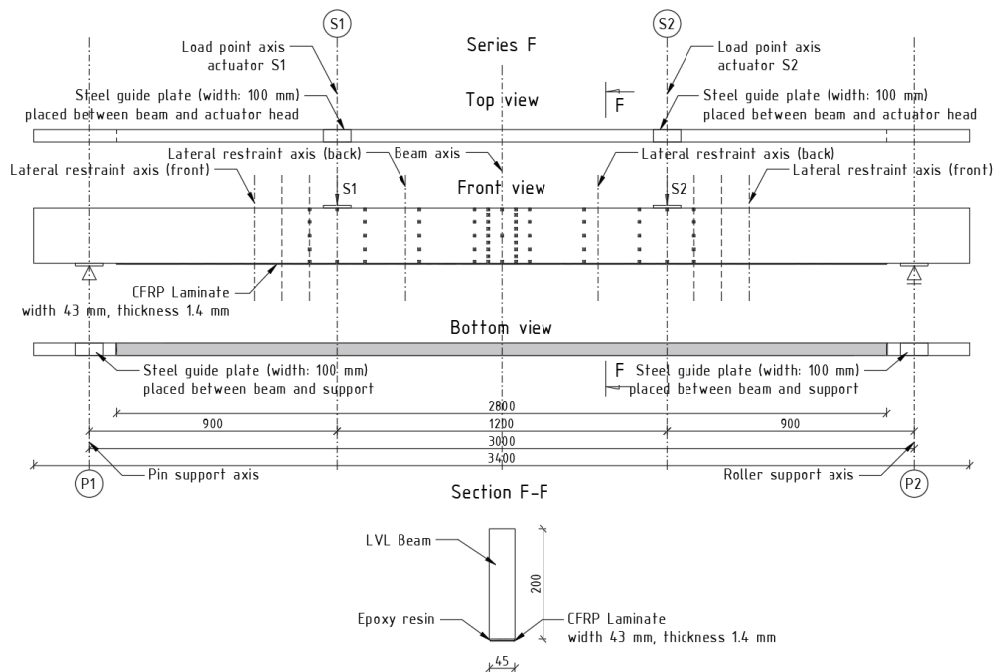 S1
S2
Series F
Load point axis
actuator S1
Load point axis
actuator S2
Steel guide plate (width: 100 mm)
placed between beam and actuator head
Top view
F
Steel guide plate (width: 100 mm)
placed between beam and actuator head
Lateral restraint axis (back)
Beam axis
Lateral restraint axis (back)
Lateral restraint axis (front)
Front view
Lateral restraint axis (front)
S1
S2
CFRP Laminate
width 43 mm, thickness 1.4 mm
Bottom view
Steel guide plate (width: 100 mm)
placed between beam and support
F
Steel guide plate (width: 100 mm)
placed between beam and support
2800
900
1200
900
3000
3400
P1
Pin support axis
Roller support axis
P2
Section F-F
LVL Beam
200
Epoxy resin
CFRP Laminate
width 43 mm, thickness 1.4 mm
45